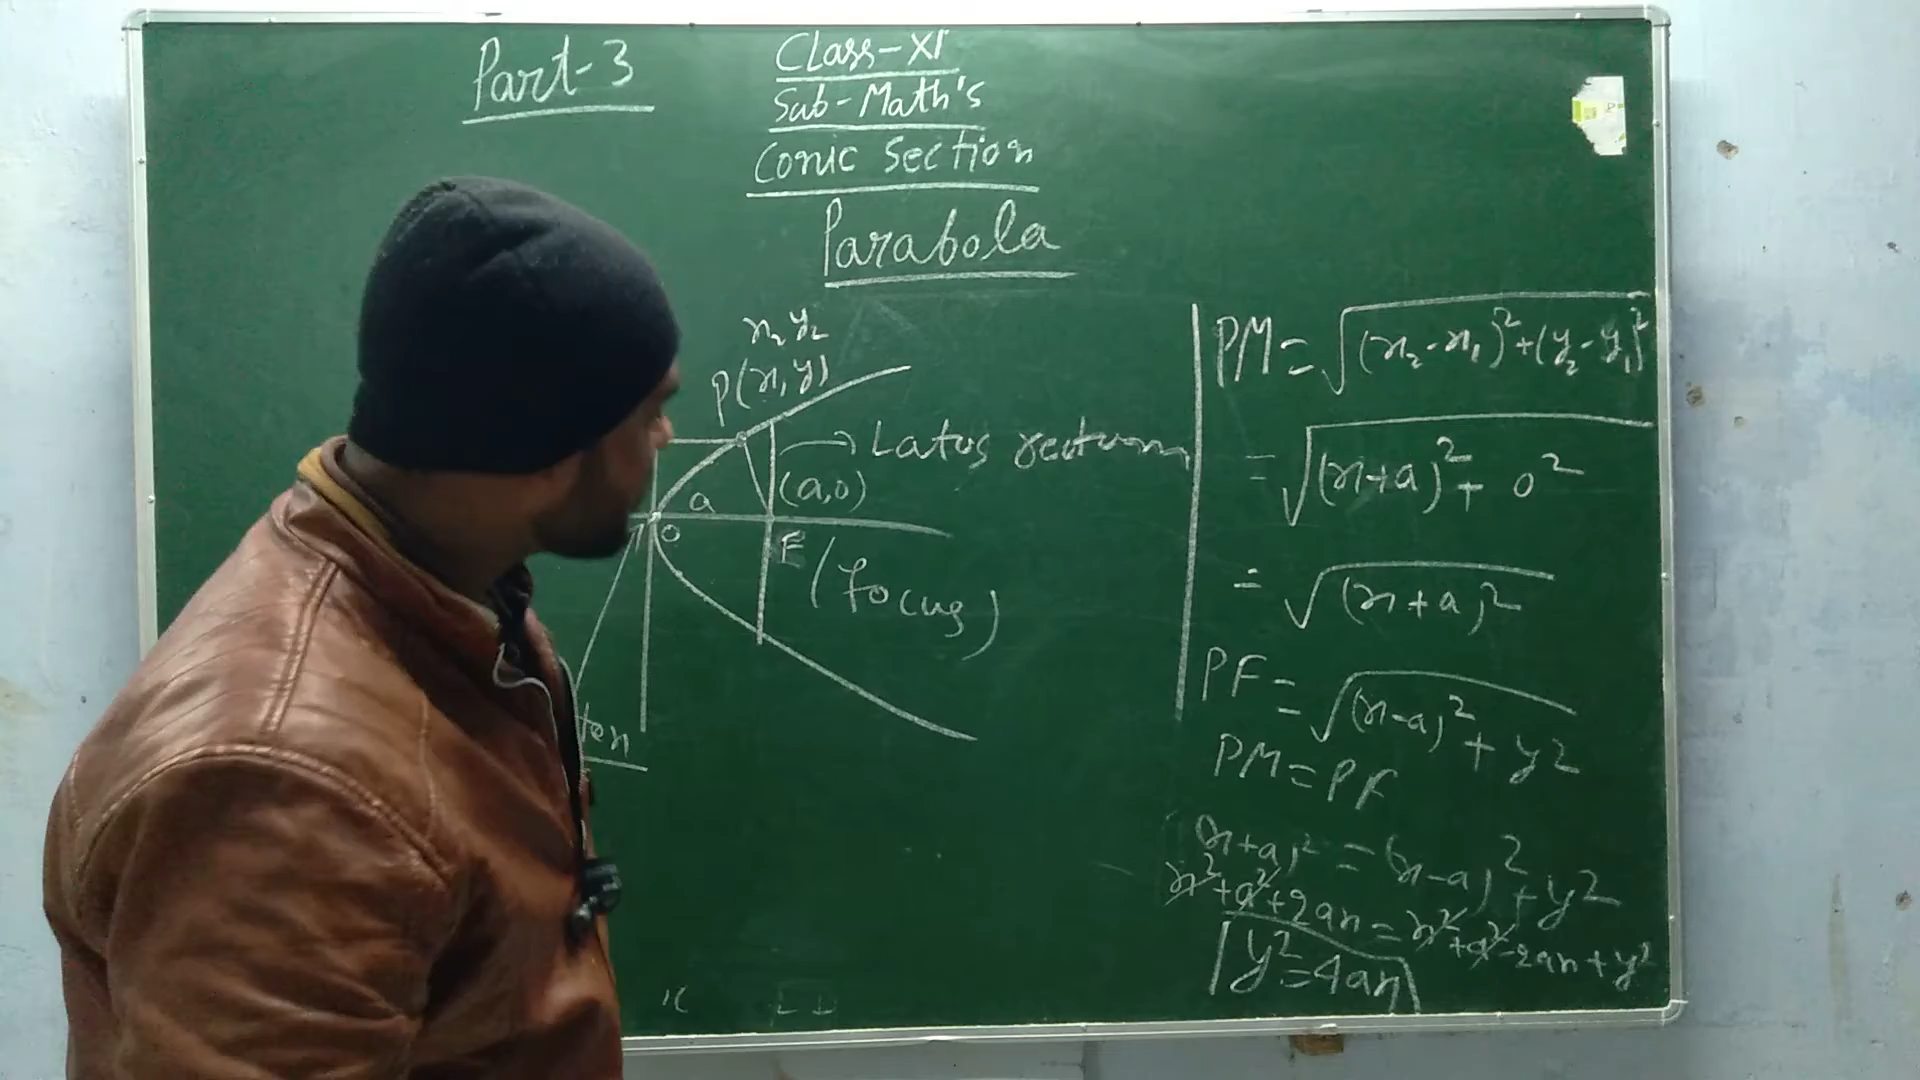 Part-3
Class-XI
Sub-Math's
Conic Section
Parabola
x₂ y₂
P(x,y)
Latus rectum
(a,0)
a
O
F
(focus)
PM=√(x₂-x₁)²+(y₂-y₁)²
=√(x+a)²+0²
=√(x+a)²
PF=√(x-a)²+y²
PM=PF
(x+a)²=(x-a)²+y²
x²+a²+2ax=x²+a²-2ax+y²
y²=4ax